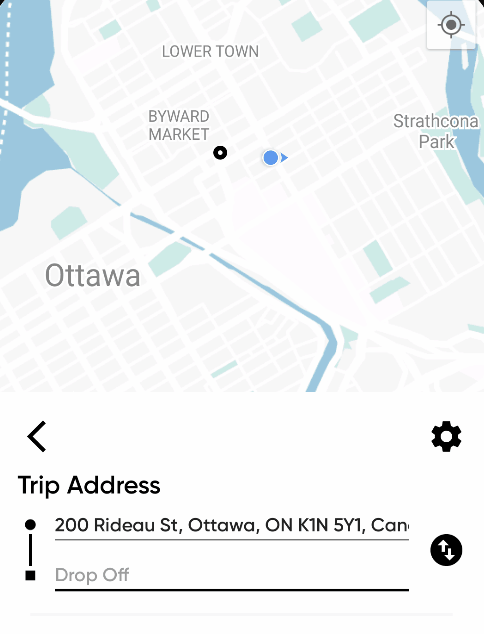 LOWER TOWN
BYWARD
MARKET
Strathcona
Park
Ottawa
Trip Address
200 Rideau St, Ottawa, ON K1N 5Y1, Can
Drop Off